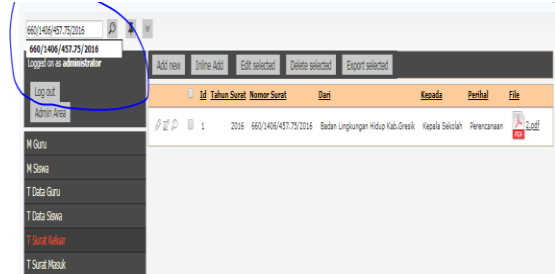 660/1406/457.75/2016
660/1406/457.75/2016
Logged on as administrator
Log out
Admin Area
M Guru
M Siswa
T Data Guru
T Data Siswa
T Surat Keluar
T Surat Masuk
Add new Inline Add Edit selected Delete selected Export selected
Id Tahun Surat Nomor Surat Dari Kepada Perihal File
1 2016 660/1406/457.75/2016 Badan Lingkungan Hidup Kab.Gresik Kepala Sekolah Perencanaan 2.pdf